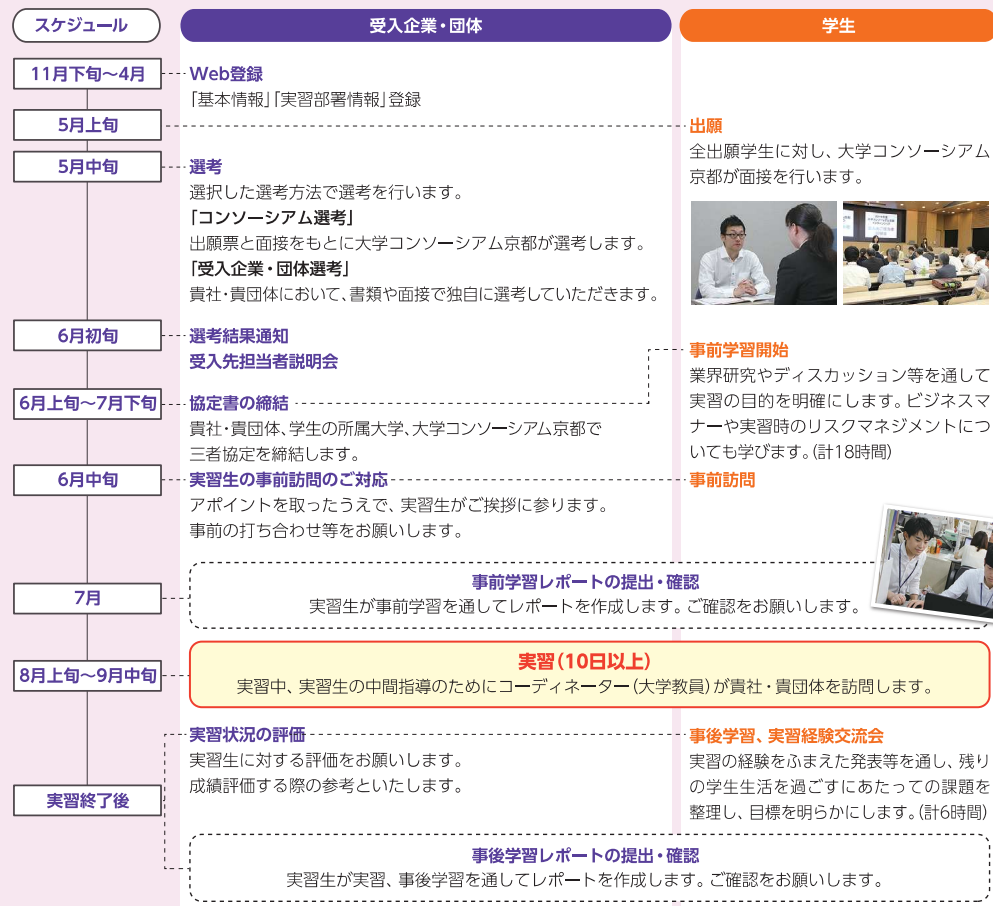 スケジュール
受入企業・団体
学生
11月下旬〜4月
Web登録
「基本情報」「実習部署情報」登録
5月上旬
出願
全出願学生に対し、大学コンソーシアム
京都が面接を行います。
5月中旬
選考
選択した選考方法で選考を行います。
「コンソーシアム選考」
出願票と面接をもとに大学コンソーシアム京都が選考します。
「受入企業・団体選考」
貴社・貴団体において、書類や面接で独自に選考していただきます。
6月初旬
選考結果通知
受入先担当者説明会
事前学習開始
業界研究やディスカッション等を通して
実習の目的を明確にします。ビジネスマ
ナーや実習時のリスクマネジメントにつ
いても学びます。(計18時間)
6月上旬〜7月下旬
協定書の締結
貴社・貴団体、学生の所属大学、大学コンソーシアム京都で
三者協定を締結します。
6月中旬
実習生の事前訪問のご対応
アポイントを取ったうえで、実習生がご挨拶に参ります。
事前の打ち合わせ等をお願いします。
事前訪問
7月
事前学習レポートの提出・確認
実習生が事前学習を通してレポートを作成します。ご確認をお願いします。
8月上旬〜9月中旬
実習(10日以上)
実習中、実習生の中間指導のためにコーディネーター(大学教員)が貴社・貴団体を訪問します。
実習終了後
実習状況の評価
実習生に対する評価をお願いします。
成績評価する際の参考といたします。
事後学習、実習経験交流会
実習の経験をふまえた発表等を通し、残り
の学生生活を過ごすにあたっての課題を
整理し、目標を明らかにします。(計6時間)
事後学習レポートの提出・確認
実習生が実習、事後学習を通してレポートを作成します。ご確認をお願いします。